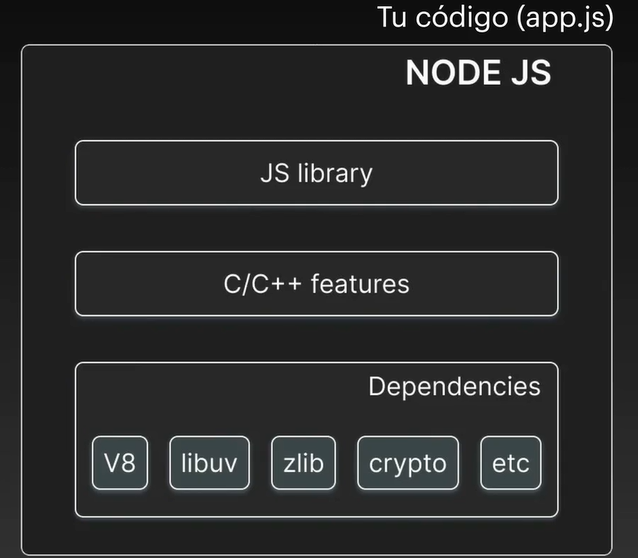 Tu código (app.js)
NODE JS
JS library
C/C++ features
Dependencies
V8 libuv zlib crypto etc